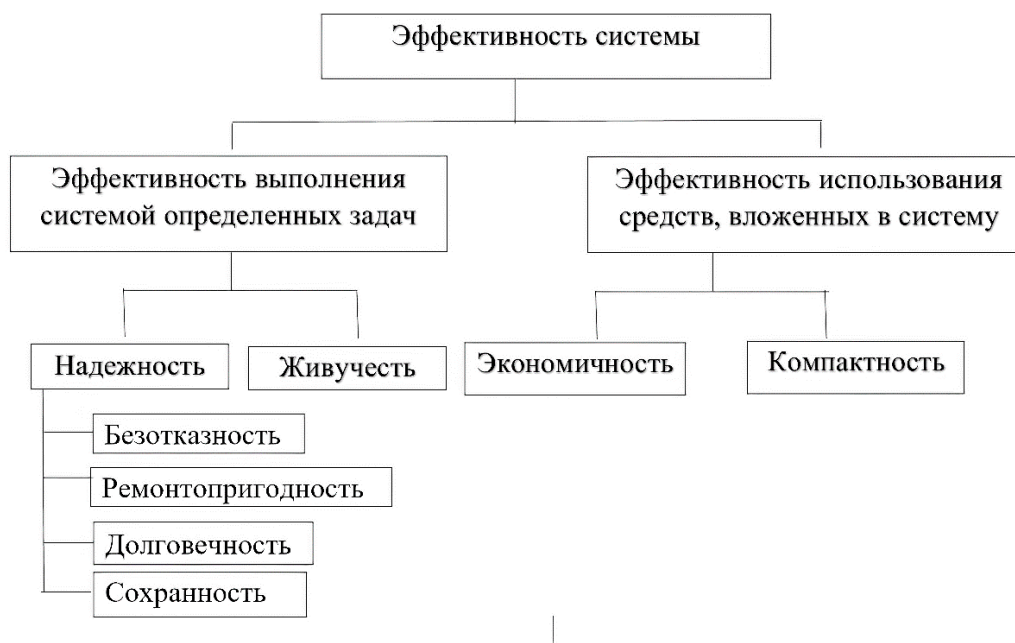 Эффективность системы
Эффективность выполнения
системой определенных задач
Эффективность использования
средств, вложенных в систему
Надежность
Живучесть
Экономичность
Компактность
Безотказность
Ремонтопригодность
Долговечность
Сохранность